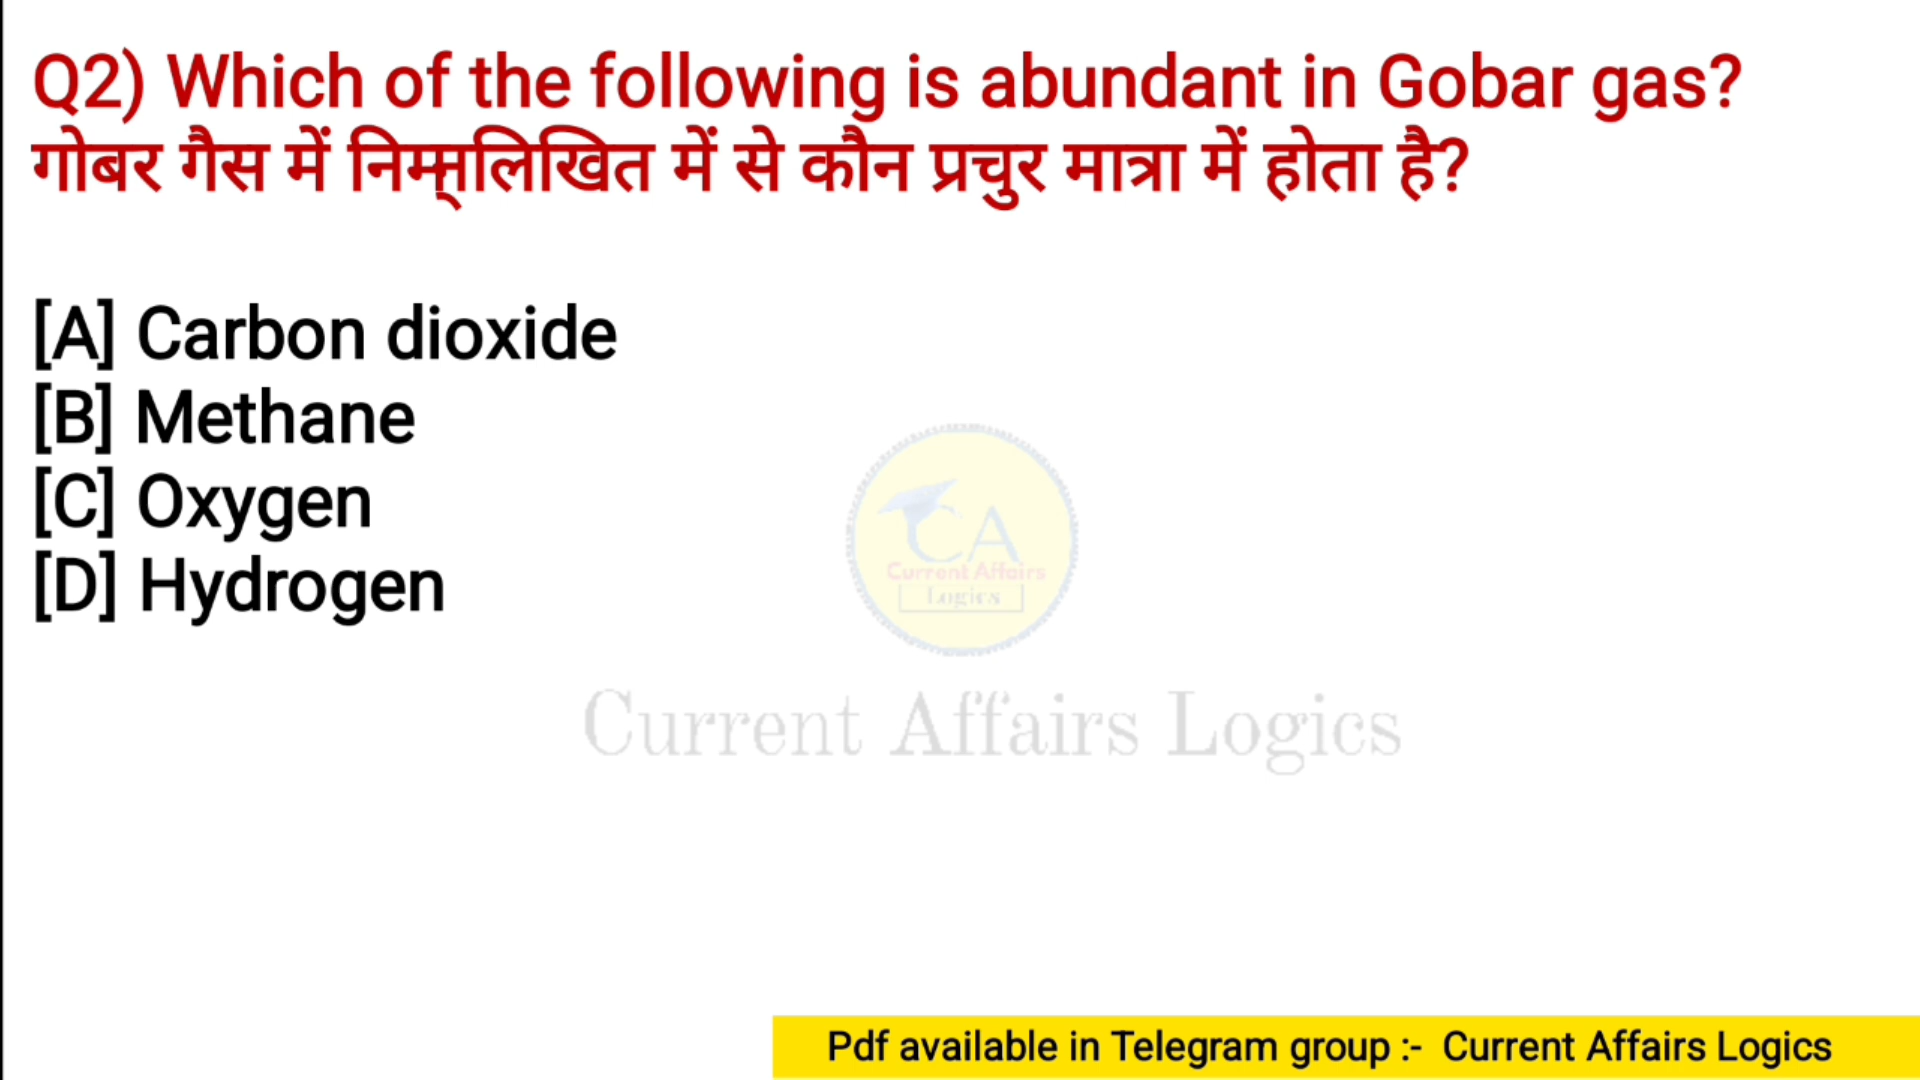 Q2) Which of the following is abundant in Gobar gas?
गोबर गैस में निम्न्लिखित में से कौन प्रचुर मात्रा में होता है?
[A] Carbon dioxide
[B] Methane
[C] Oxygen
[D] Hydrogen
CA
Current Affairs
Logics
Current Affairs Logics
Pdf available in Telegram group :- Current Affairs Logics